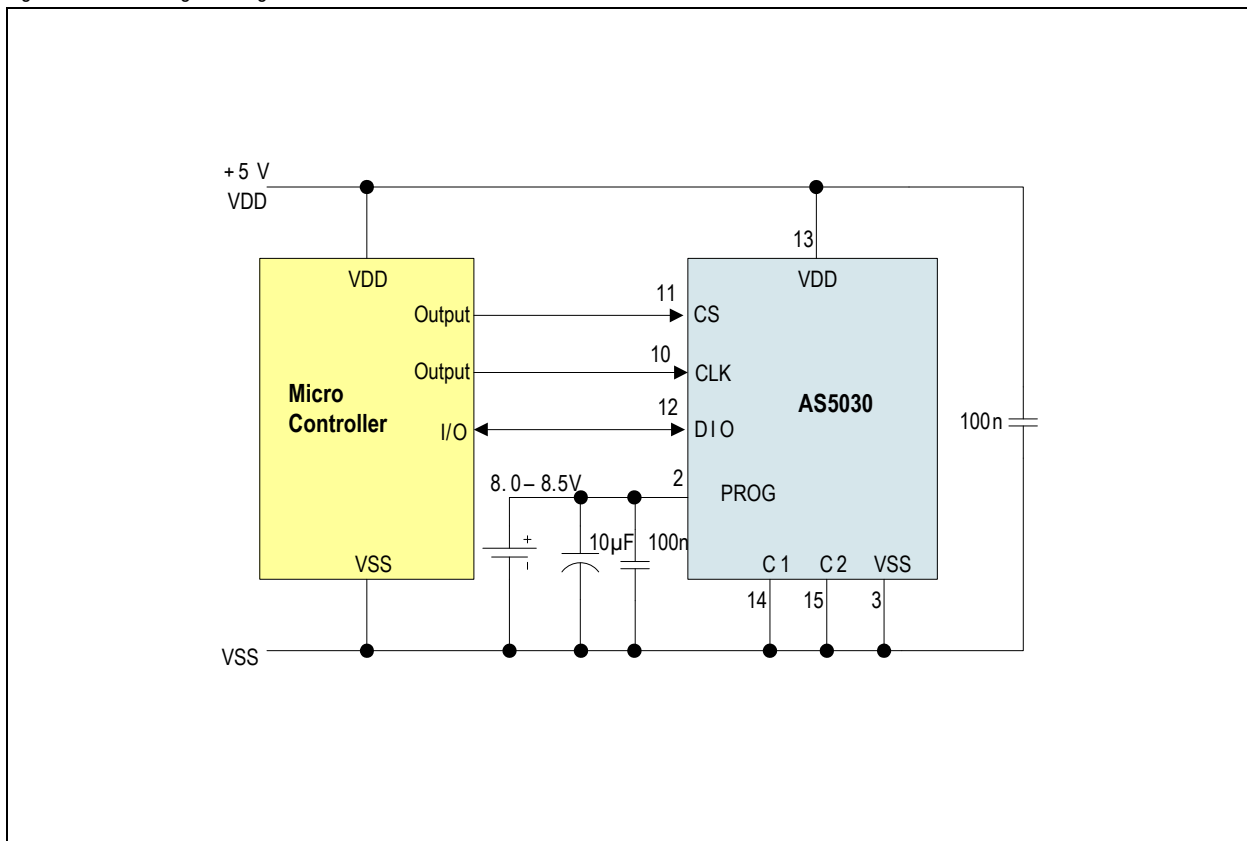 +5 V
VDD
13
VDD
VDD
11
Output
CS
10
Output
CLK
Micro
Controller
AS5030
12
I/O
DIO
100n
2
8.0–8.5V
PROG
+
10µF
100n
-
VSS
C1
C2
VSS
14
15
3
VSS